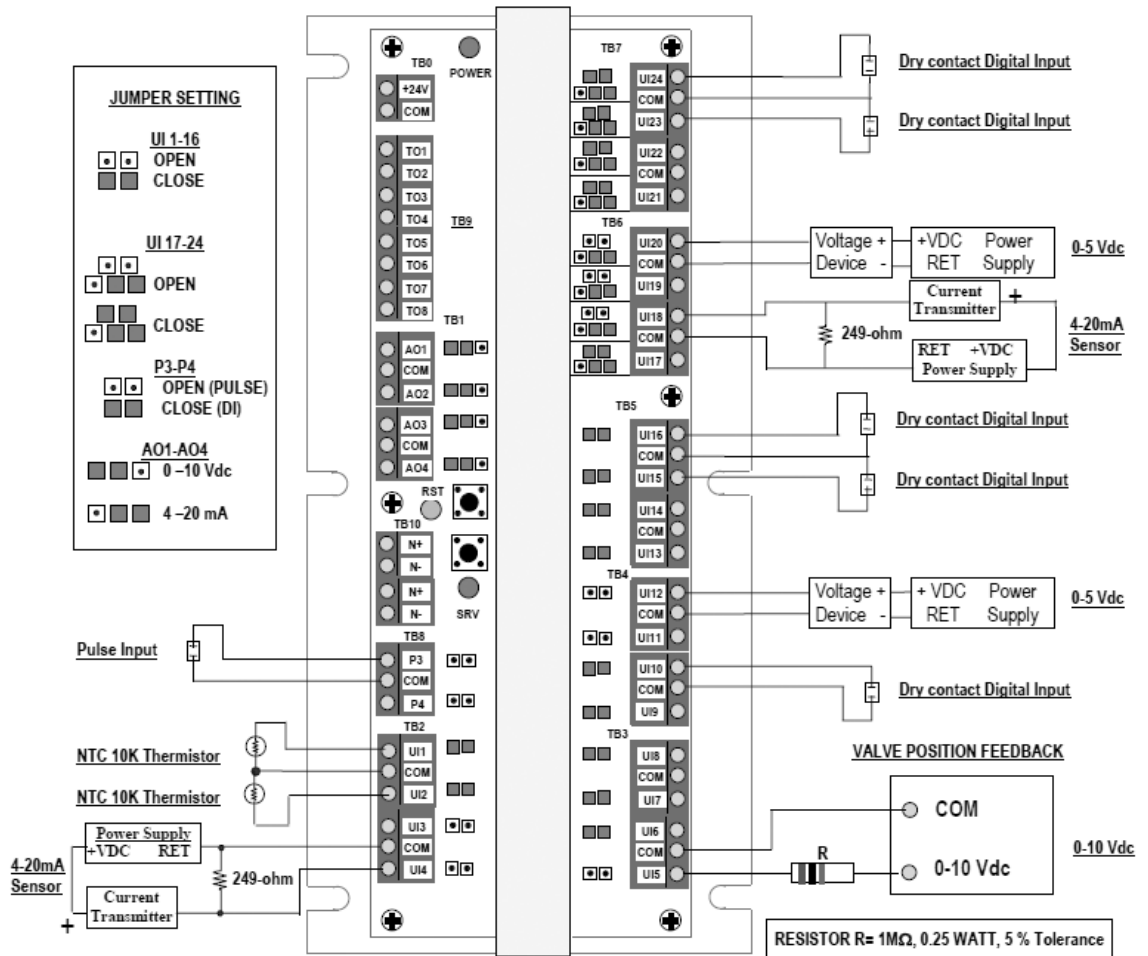 JUMPER SETTING
UI 1-16
OPEN
CLOSE
UI 17-24
OPEN
CLOSE
P3-P4
OPEN (PULSE)
CLOSE (DI)
AO1-AO4
0 –10 Vdc
4 –20 mA
Pulse Input
NTC 10K Thermistor
NTC 10K Thermistor
Power Supply
+VDC RET
4-20mA
Sensor
249-ohm
Current
Transmitter
+
TB0
POWER
+24V
COM
TO1
TO2
TO3
TO4
TB9
TO5
TO6
TO7
TO8
TB1
AO1
COM
AO2
AO3
COM
AO4
RST
TB10
N+
N-
N+
N-
SRV
TB8
P3
COM
P4
TB2
UI1
COM
UI2
UI3
COM
UI4
TB7
UI24
COM
UI23
UI22
COM
UI21
TB6
UI20
COM
UI19
UI18
COM
UI17
TB5
UI16
COM
UI15
UI14
COM
UI13
TB4
UI12
COM
UI11
UI10
COM
UI9
TB3
UI8
COM
UI7
UI6
COM
UI5
Dry contact Digital Input
Dry contact Digital Input
Voltage +
Device -
+VDC Power
RET Supply
0-5 Vdc
Current
Transmitter
+
249-ohm
RET +VDC
Power Supply
4-20mA
Sensor
Dry contact Digital Input
Dry contact Digital Input
Voltage +
Device -
+ VDC Power
RET Supply
0-5 Vdc
Dry contact Digital Input
VALVE POSITION FEEDBACK
COM
0-10 Vdc
0-10 Vdc
R
RESISTOR R= 1MΩ, 0.25 WATT, 5 % Tolerance